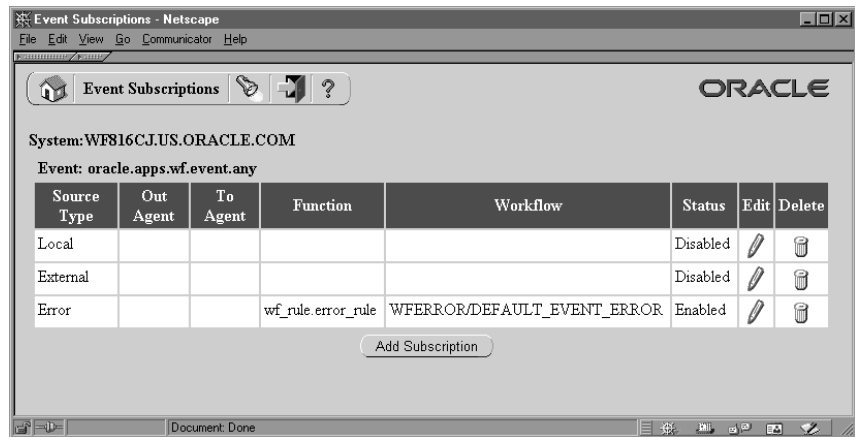 Event Subscriptions - Netscape
File Edit View Go Communicator Help
Event Subscriptions ?
ORACLE
System:WF816CJ.US.ORACLE.COM
Event: oracle.apps.wf.event.any
Source Type Out Agent To Agent Function Workflow Status Edit Delete
Local Disabled
External Disabled
Error wf_rule.error_rule WFERROR/DEFAULT_EVENT_ERROR Enabled
Add Subscription
Document: Done